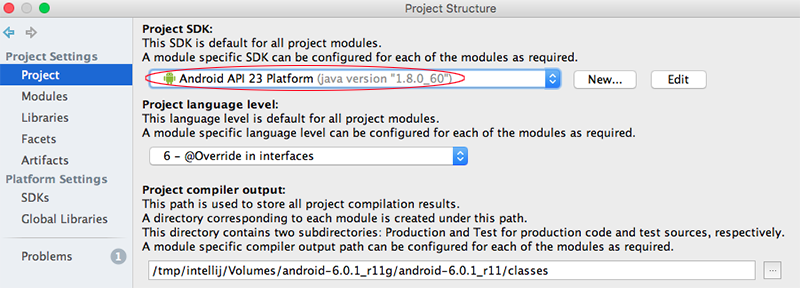 Project Structure
Project Settings
Project
Modules
Libraries
Facets
Artifacts
Platform Settings
SDKs
Global Libraries
Problems 1
Project SDK:
This SDK is default for all project modules.
A module specific SDK can be configured for each of the modules as required.
Android API 23 Platform (java version "1.8.0_60")
New... Edit
Project language level:
This language level is default for all project modules.
A module specific language level can be configured for each of the modules as required.
6 – @Override in interfaces
Project compiler output:
This path is used to store all project compilation results.
A directory corresponding to each module is created under this path.
This directory contains two subdirectories: Production and Test for production code and test sources, respectively.
A module specific compiler output path can be configured for each of the modules as required.
/tmp/intellij/Volumes/android-6.0.1_r11g/android-6.0.1_r11/classes
...